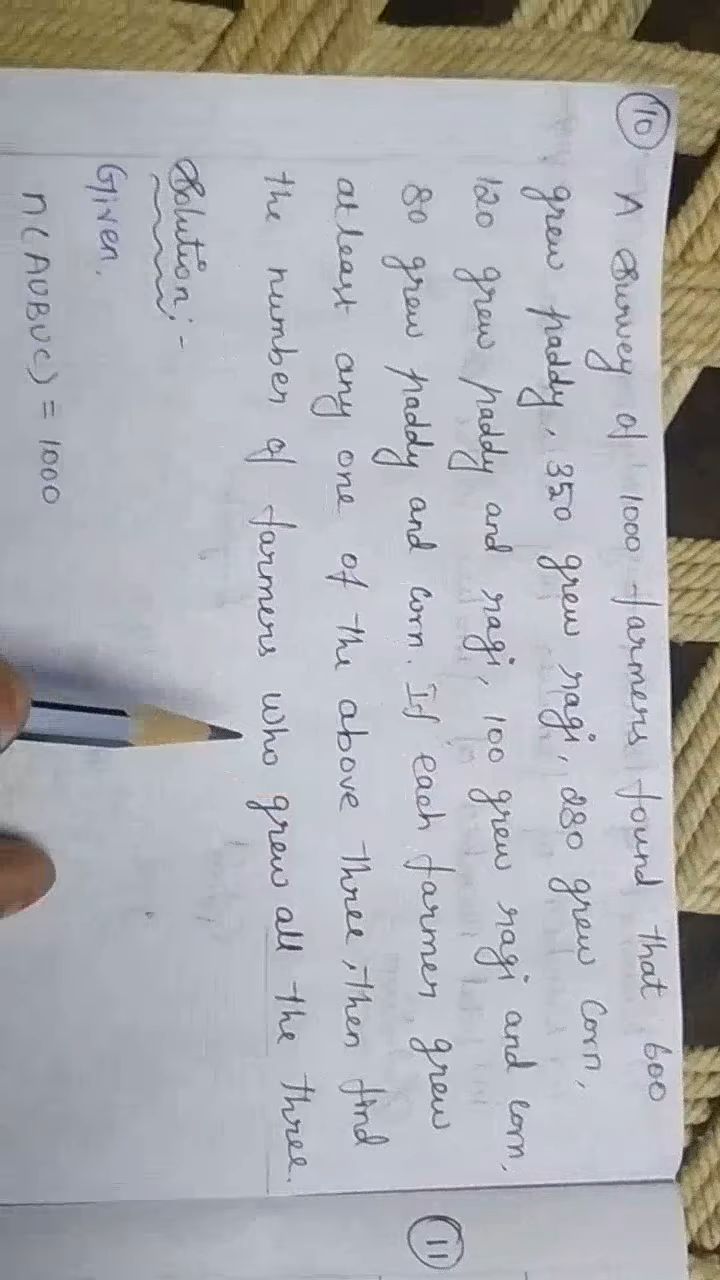 10 A Survey of 1000 farmers found that 600
grew paddy, 350 grew ragi, 280 grew corn,
120 grew paddy and ragi, 100 grew ragi and corn,
80 grew paddy and corn. If each farmer grew
atleast any one of the above three, then find
the number of farmers who grew all the three.
Solution:-
Given.
n(AUBUC) = 1000
11